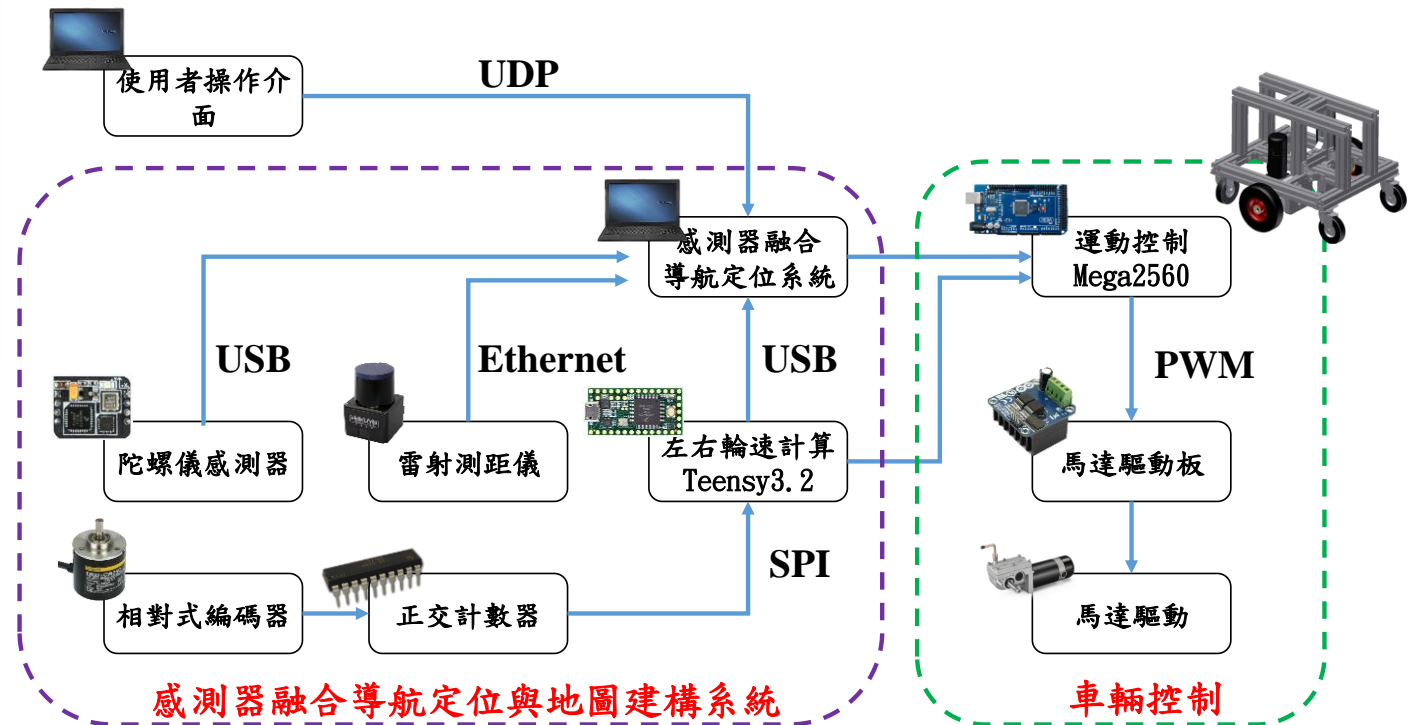 使用者操作介
面
UDP
感測器融合
導航定位系統
運動控制
Mega2560
USB
Ethernet
USB
PWM
陀螺儀感測器
雷射測距儀
左右輪速計算
Teensy3.2
馬達驅動板
SPI
相對式編碼器
正交計數器
馬達驅動
感測器融合導航定位與地圖建構系統
車輛控制